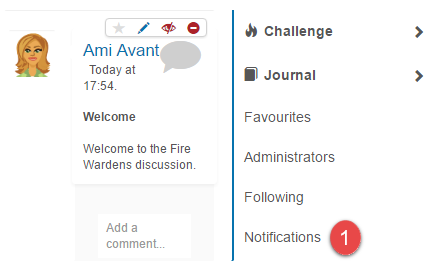 Ami Avant
Today at
17:54.
Welcome
Welcome to the Fire
Wardens discussion.
Add a
comment...
Challenge
Journal
Favourites
Administrators
Following
Notifications 1